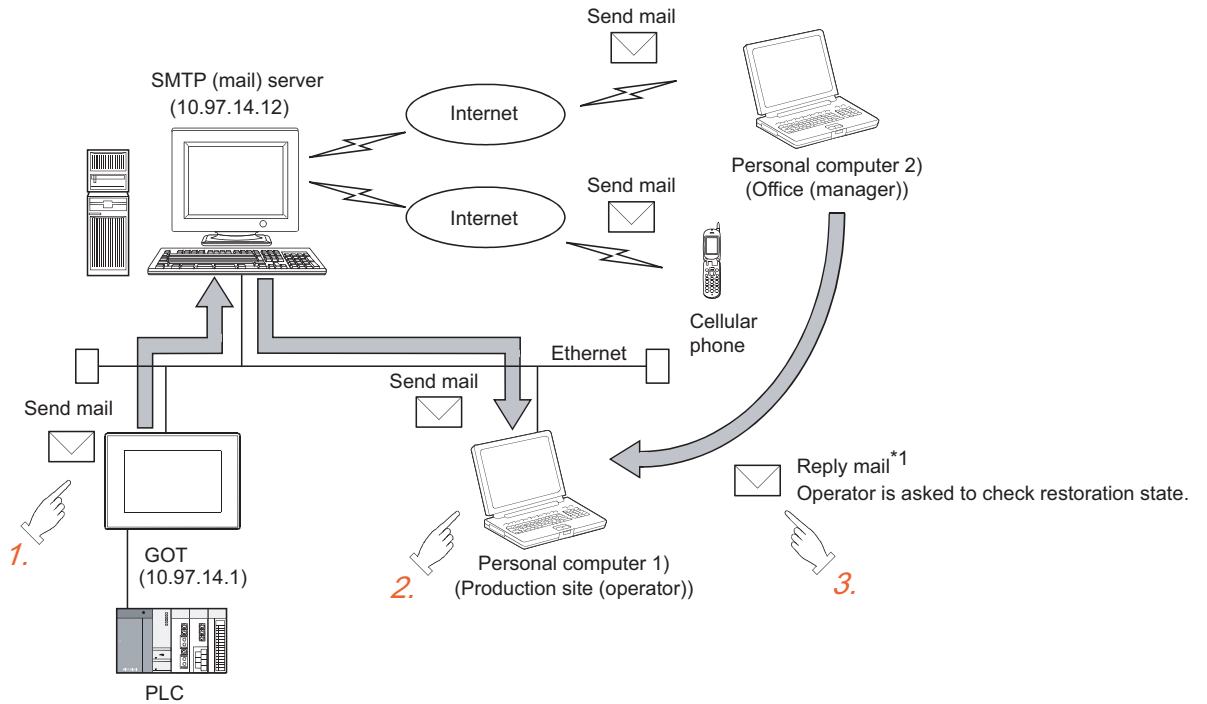 Send mail
SMTP (mail) server
(10.97.14.12)
Internet
Personal computer 2)
(Office (manager))
Send mail
Internet
Cellular
phone
Ethernet
Send mail
Send mail
Reply mail*1
Operator is asked to check restoration state.
1.
GOT
(10.97.14.1)
2.
Personal computer 1)
(Production site (operator))
3.
PLC